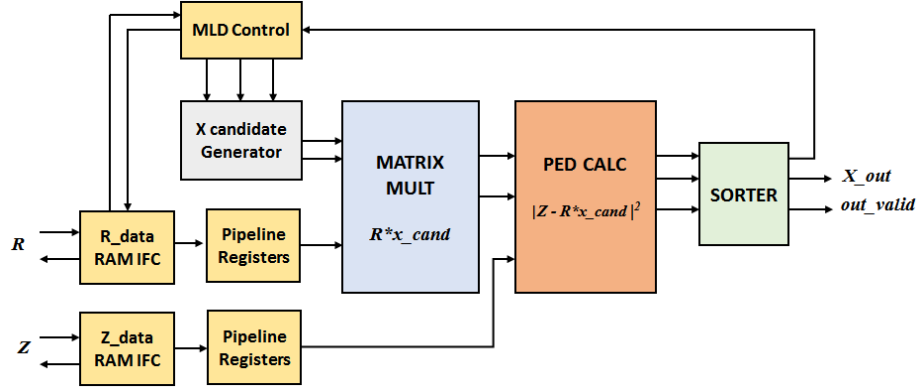 MLD Control
X candidate
Generator
MATRIX
MULT
R*x_cand
PED CALC
|Z - R*x_cand |²
SORTER
X_out
out_valid
R
R_data
RAM IFC
Pipeline
Registers
Z
Z_data
RAM IFC
Pipeline
Registers